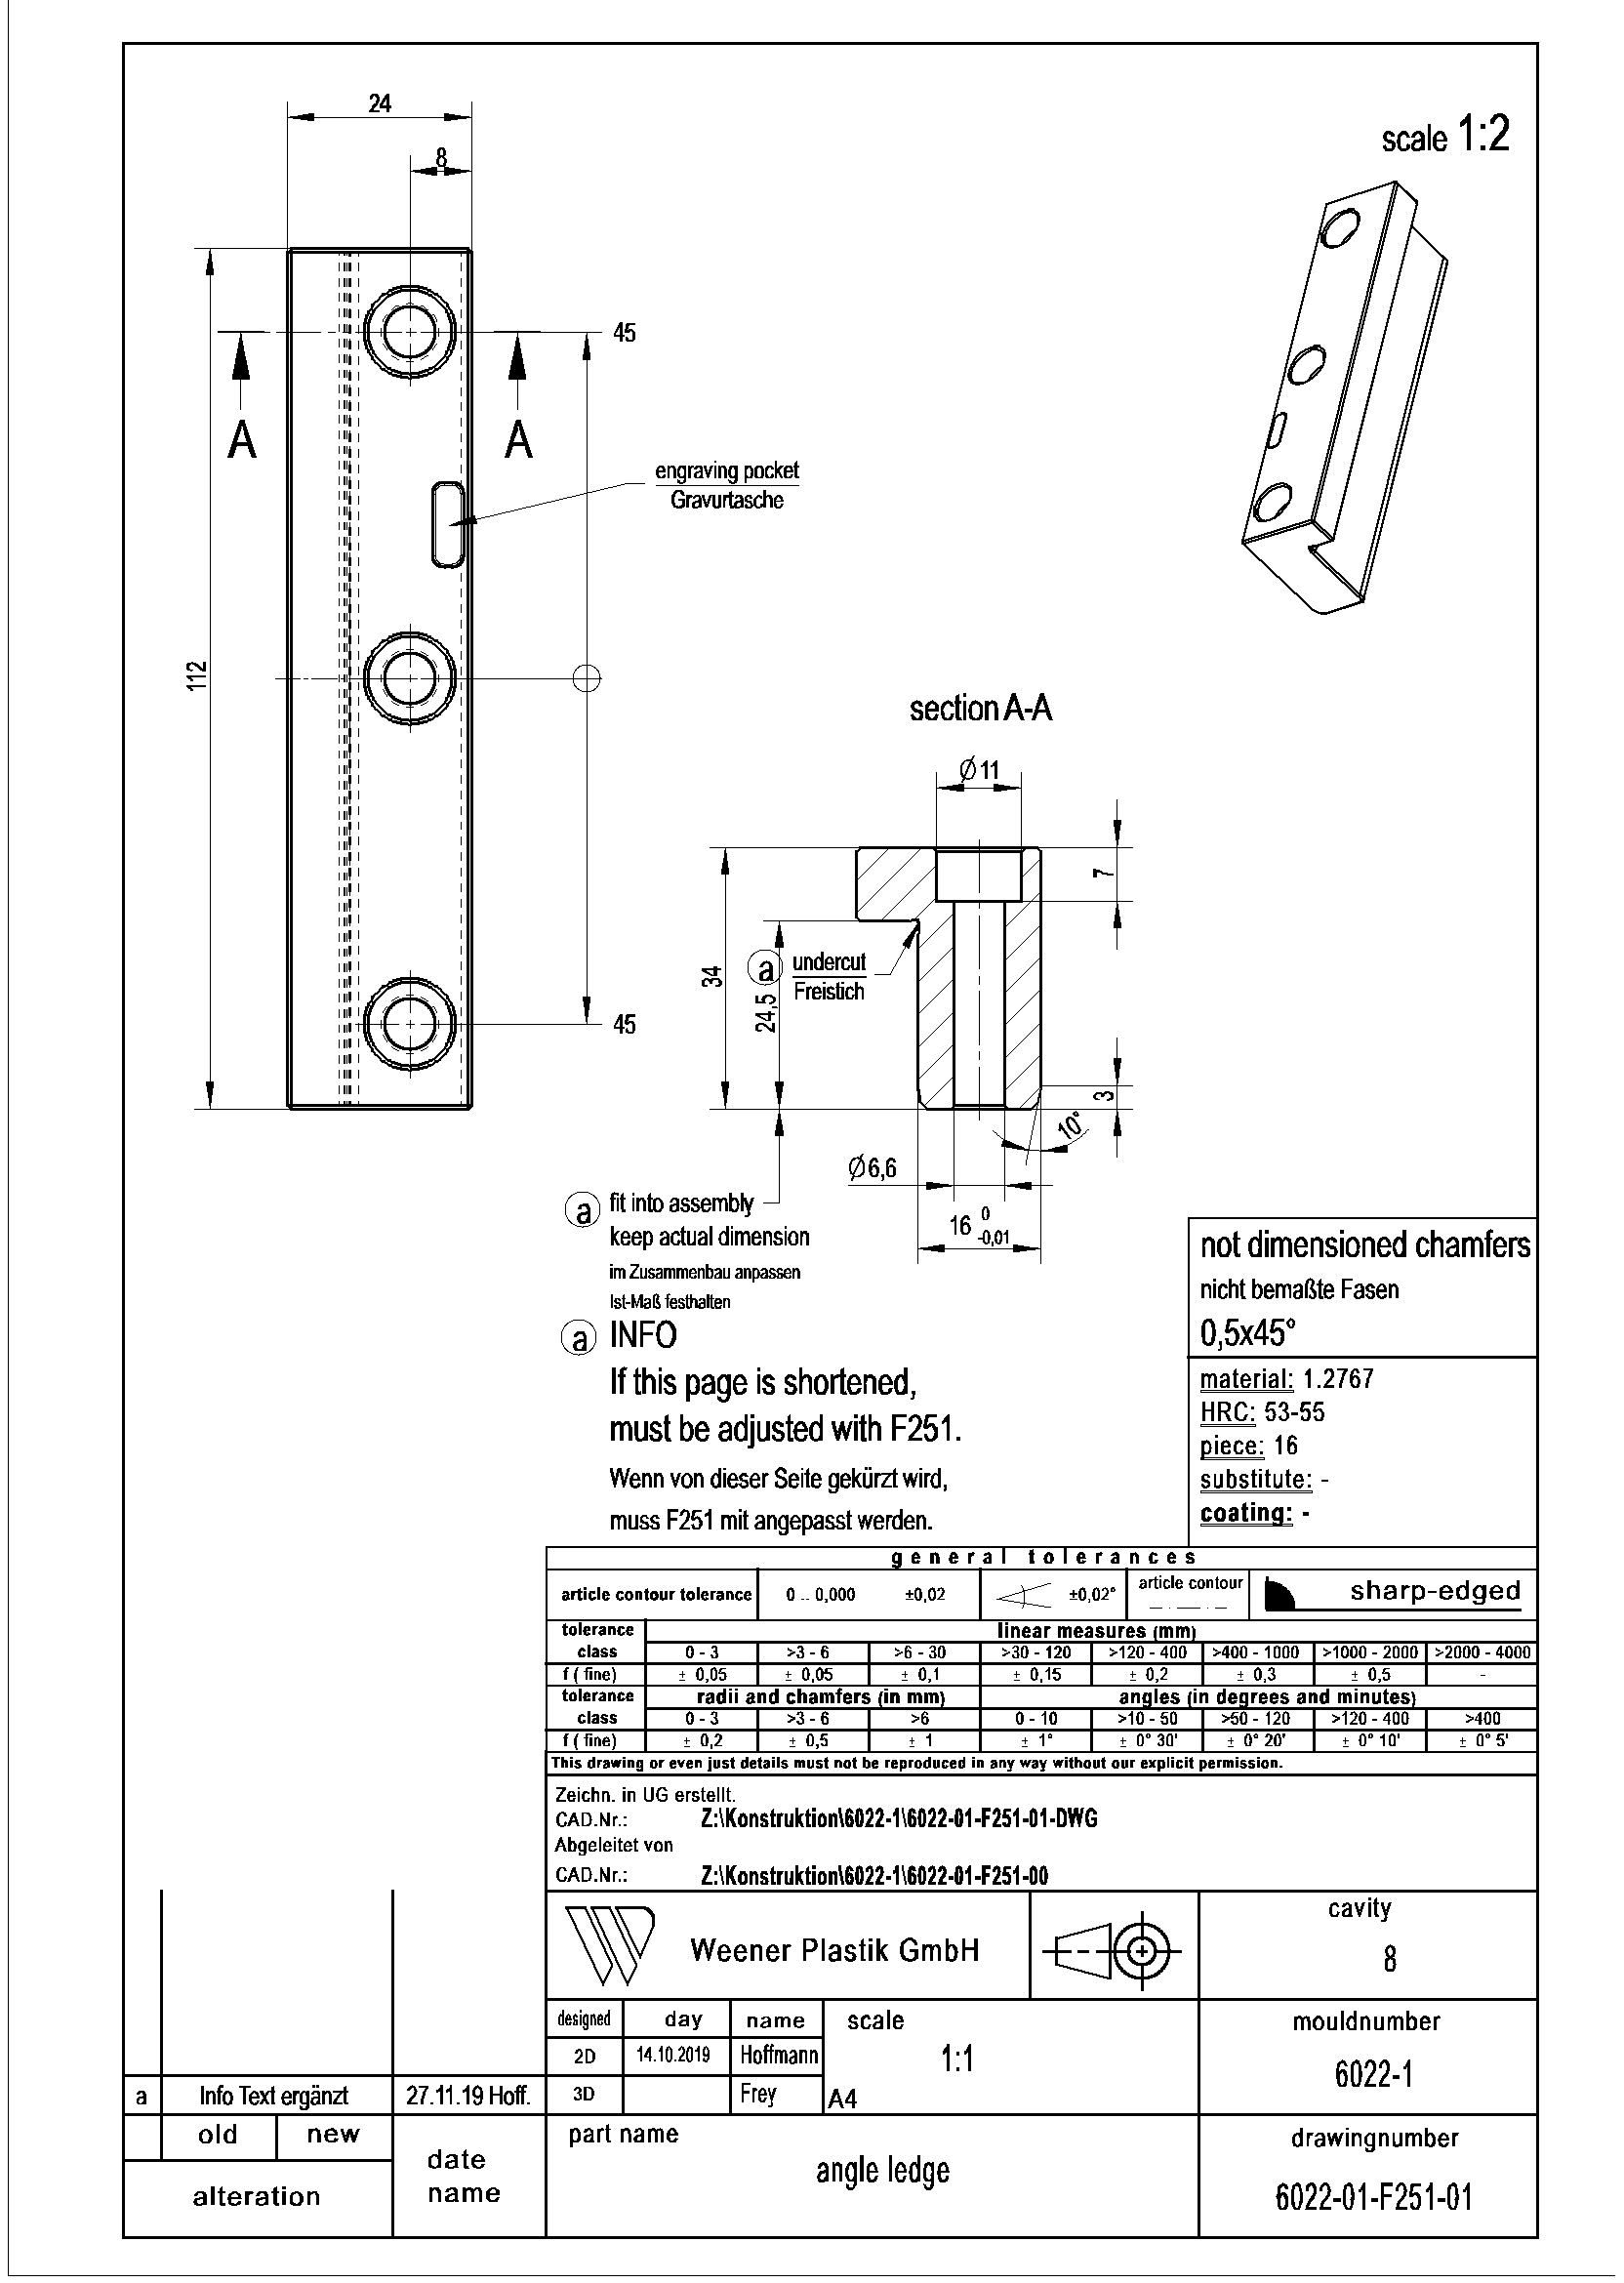 24
8
scale 1:2
45
A
A
engraving pocket
Gravurtasche
112
section A-A
Ø11
7
34
a
undercut
Freistich
24,5
45
3
10°
Ø6,6
16 0 -0,01
a fit into assembly
keep actual dimension
im Zusammenbau anpassen
Ist-Maß festhalten
a INFO
If this page is shortened,
must be adjusted with F251.
Wenn von dieser Seite gekürzt wird,
muss F251 mit angepasst werden.
not dimensioned chamfers
nicht bemaßte Fasen
0,5x45°
material: 1.2767
HRC: 53-55
piece: 16
substitute: -
coating: -
general tolerances
article contour tolerance 0 .. 0,000 ±0,02 ±0,02° article contour sharp-edged
tolerance linear measures (mm)
class 0 - 3 >3 - 6 >6 - 30 >30 - 120 >120 - 400 >400 - 1000 >1000 - 2000 >2000 - 4000
f ( fine) ± 0,05 ± 0,05 ± 0,1 ± 0,15 ± 0,2 ± 0,3 ± 0,5 -
tolerance radii and chamfers (in mm) angles (in degrees and minutes)
class 0 - 3 >3 - 6 >6 0 - 10 >10 - 50 >50 - 120 >120 - 400 >400
f ( fine) ± 0,2 ± 0,5 ± 1 ± 1° ± 0° 30' ± 0° 20' ± 0° 10' ± 0° 5'
This drawing or even just details must not be reproduced in any way without our explicit permission.
Zeichn. in UG erstellt.
CAD.Nr.: Z:\Konstruktion\6022-1\6022-01-F251-01-DWG
Abgeleitet von
CAD.Nr.: Z:\Konstruktion\6022-1\6022-01-F251-00
Weener Plastik GmbH
cavity
8
designed day name scale
2D 14.10.2019 Hoffmann 1:1
3D Frey A4
mouldnumber
6022-1
a Info Text ergänzt 27.11.19 Hoff.
old new
alteration
date
name
part name
angle ledge
drawingnumber
6022-01-F251-01